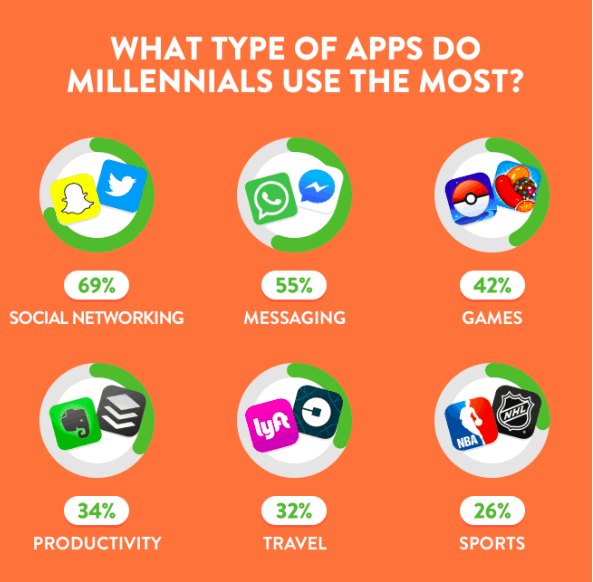 WHAT TYPE OF APPS DO
MILLENNIALS USE THE MOST?
69%
SOCIAL NETWORKING
55%
MESSAGING
42%
GAMES
lyft
NBA
NHL
34%
PRODUCTIVITY
32%
TRAVEL
26%
SPORTS